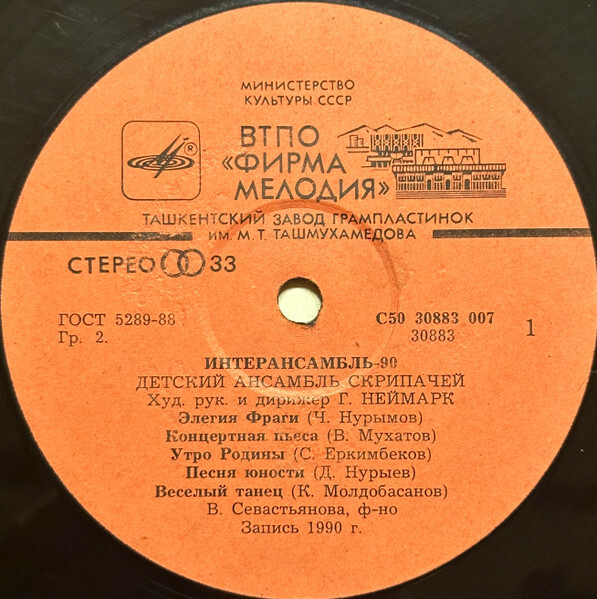 МИНИСТЕРСТВО
КУЛЬТУРЫ СССР
ВТПО
«ФИРМА
МЕЛОДИЯ»
®
ТАШКЕНТСКИЙ ЗАВОД ГРАМПЛАСТИНОК
ИМ. М. Т. ТАШМУХАМЕДОВА
СТЕРЕО 33
ГОСТ 5289-88
Гр. 2.
С50 30883 007
30883
1
ИНТЕРАНСАМБЛЬ-90
ДЕТСКИЙ АНСАМБЛЬ СКРИПАЧЕЙ
Худ. рук. и дирижер Г. НЕЙМАРК
Элегия Фраги (Ч. Нурымов)
Концертная пьеса (В. Мухатов)
Утро Родины (С. Еркимбеков)
Песня юности (Д. Нурыев)
Веселый танец (К. Молдобасанов)
В. Севастьянова, ф-но
Запись 1990 г.